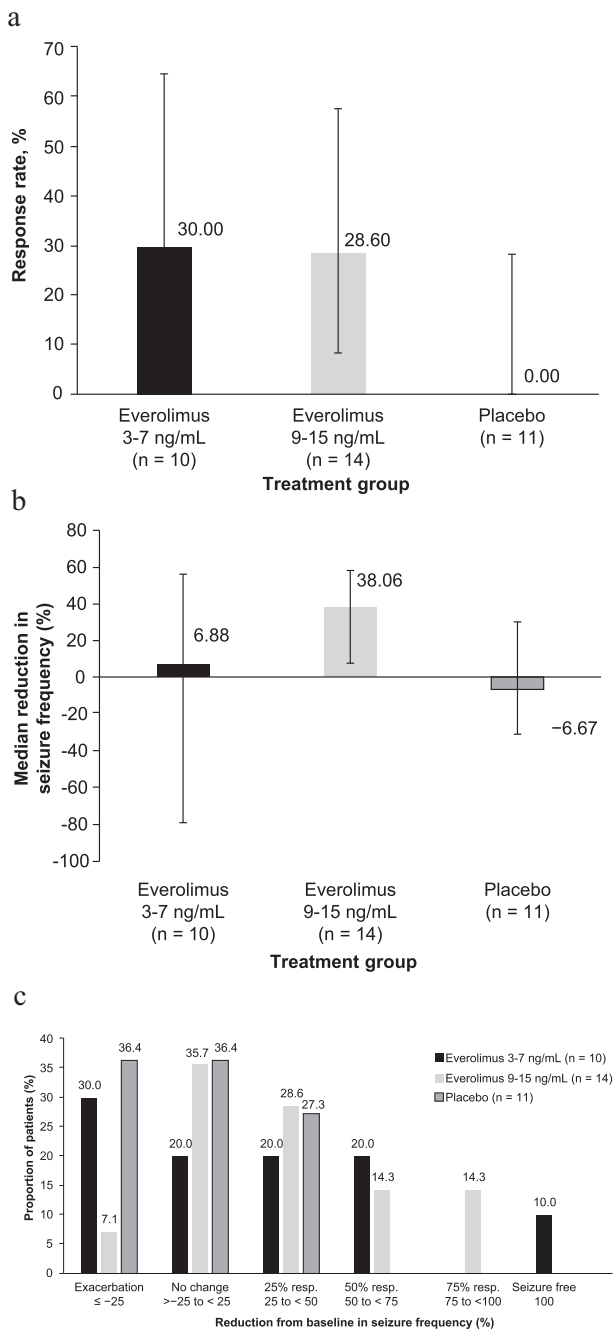 a
Response rate, %
70
60
50
40
30
20
10
0
30.00
28.60
0.00
Everolimus
3-7 ng/mL
(n = 10)
Everolimus
9-15 ng/mL
(n = 14)
Placebo
(n = 11)
Treatment group
b
Median reduction in
seizure frequency (%)
80
60
40
20
0
-20
-40
-60
-80
-100
6.88
38.06
−6.67
Everolimus
3-7 ng/mL
(n = 10)
Everolimus
9-15 ng/mL
(n = 14)
Placebo
(n = 11)
Treatment group
c
Proportion of patients (%)
40
35
30
25
20
15
10
5
0
30.0
7.1
36.4
20.0
35.7
36.4
20.0
28.6
27.3
20.0
14.3
14.3
10.0
Everolimus 3-7 ng/mL (n = 10)
Everolimus 9-15 ng/mL (n = 14)
Placebo (n = 11)
Exacerbation
≤ −25
No change
>−25 to < 25
25% resp.
25 to < 50
50% resp.
50 to < 75
75% resp.
75 to <100
Seizure free
100
Reduction from baseline in seizure frequency (%)